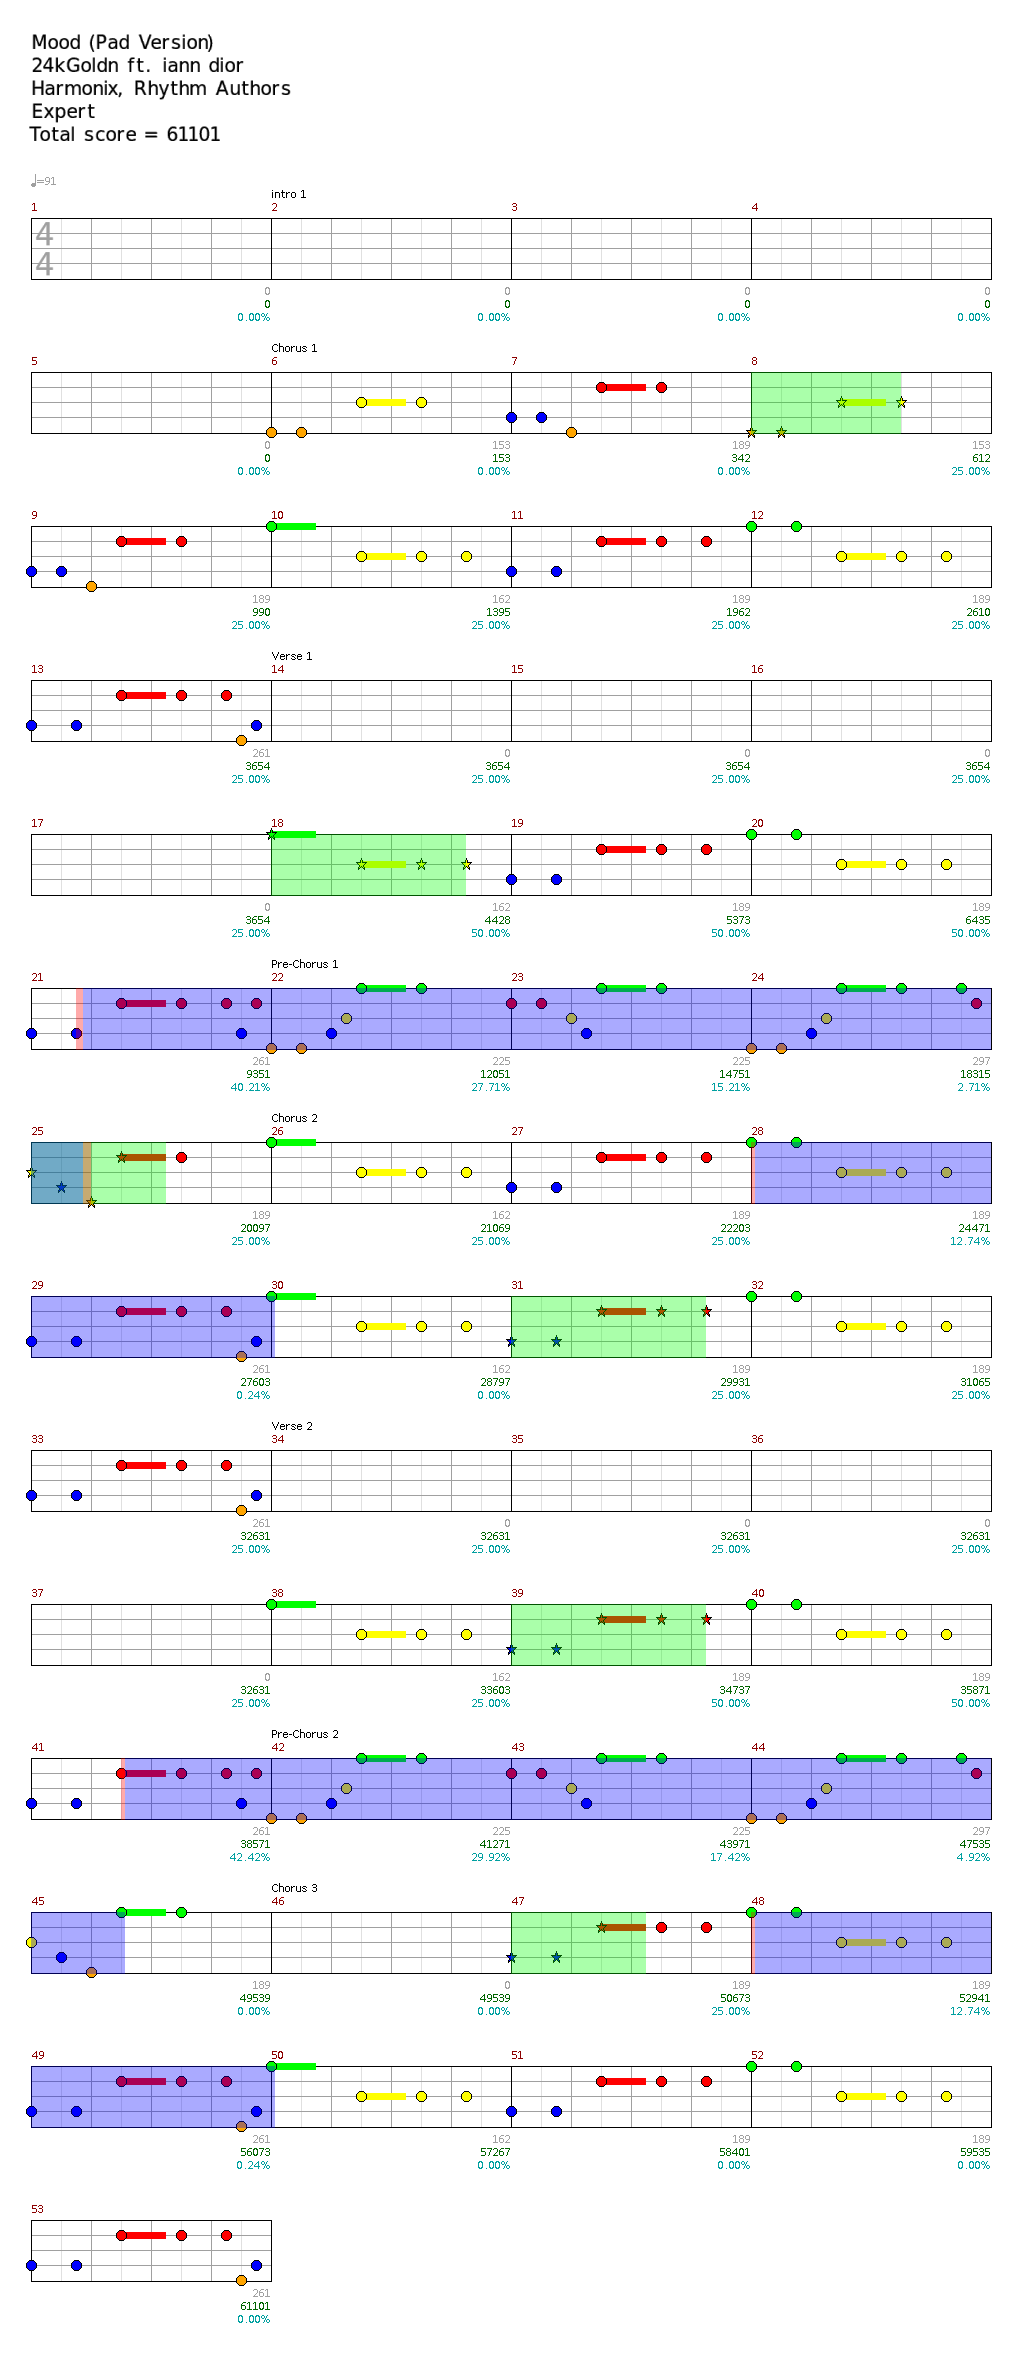 Mood (Pad Version)
24kGoldn ft. iann dior
Harmonix, Rhythm Authors
Expert
Total score = 61101
♩=91
intro 1
1 2 3 4
4
4
0 0 0 0
0 0 0 0
0.00% 0.00% 0.00% 0.00%
Chorus 1
5 6 7 8
0 153 189 153
0 153 342 612
0.00% 0.00% 0.00% 25.00%
9 10 11 12
189 162 189 189
990 1395 1962 2610
25.00% 25.00% 25.00% 25.00%
Verse 1
13 14 15 16
261 0 0 0
3654 3654 3654 3654
25.00% 25.00% 25.00% 25.00%
17 18 19 20
0 162 189 189
3654 4428 5373 6435
25.00% 50.00% 50.00% 50.00%
Pre-Chorus 1
21 22 23 24
261 225 225 297
9351 12051 14751 18315
40.21% 27.71% 15.21% 2.71%
Chorus 2
25 26 27 28
189 162 189 189
20097 21069 22203 24471
25.00% 25.00% 25.00% 12.74%
29 30 31 32
261 162 189 189
27603 28797 29931 31065
0.24% 0.00% 25.00% 25.00%
Verse 2
33 34 35 36
261 0 0 0
32631 32631 32631 32631
25.00% 25.00% 25.00% 25.00%
37 38 39 40
0 162 189 189
32631 33603 34737 35871
25.00% 25.00% 50.00% 50.00%
Pre-Chorus 2
41 42 43 44
261 225 225 297
38571 41271 43971 47535
42.42% 29.92% 17.42% 4.92%
Chorus 3
45 46 47 48
189 0 189 189
49539 49539 50673 52941
0.00% 0.00% 25.00% 12.74%
49 50 51 52
261 162 189 189
56073 57267 58401 59535
0.24% 0.00% 0.00% 0.00%
53
261
61101
0.00%